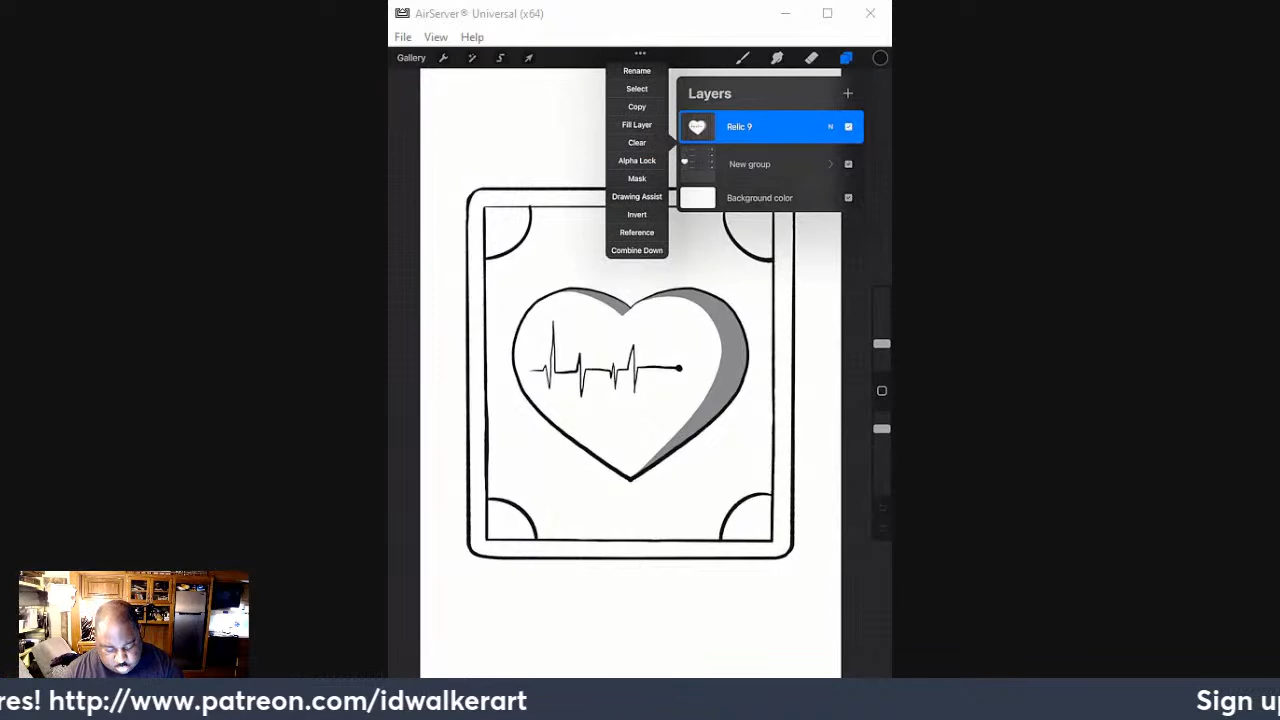 AirServer® Universal (x64)
File View Help
Gallery
Rename
Select
Copy
Fill Layer
Clear
Alpha Lock
Mask
Drawing Assist
Invert
Reference
Combine Down
Layers
Relic 9 N
New group
Background color
res! http://www.patreon.com/idwalkerart Sign up